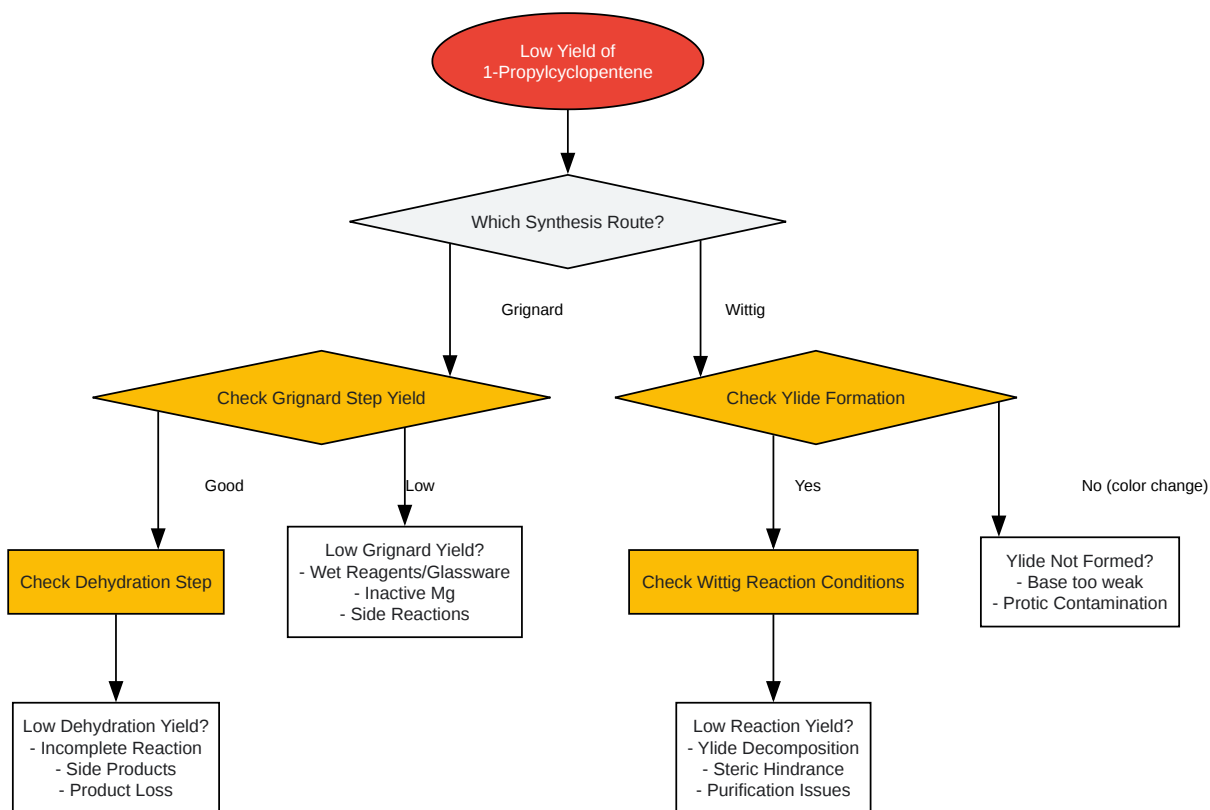 Low Yield of
1-Propylcyclopentene
Which Synthesis Route?
Grignard
Wittig
Check Grignard Step Yield
Check Ylide Formation
Good
Low
Yes
No (color change)
Check Dehydration Step
Low Grignard Yield?
- Wet Reagents/Glassware
- Inactive Mg
- Side Reactions
Check Wittig Reaction Conditions
Ylide Not Formed?
- Base too weak
- Protic Contamination
Low Dehydration Yield?
- Incomplete Reaction
- Side Products
- Product Loss
Low Reaction Yield?
- Ylide Decomposition
- Steric Hindrance
- Purification Issues